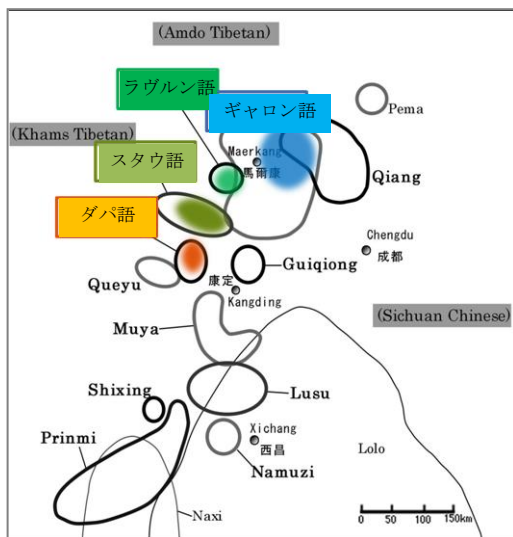 (Amdo Tibetan)
ラヴルン語
ギャロン語
Pema
(Khams Tibetan)
Maerkang
馬爾康
スタウ語
Qiang
ダパ語
Chengdu
成都
Guiqiong
Queyu
康定
Kangding
(Sichuan Chinese)
Muya
Shixing
Lusu
Prinmi
Xichang
西昌
Lolo
Namuzi
Naxi
0 50 100 150km